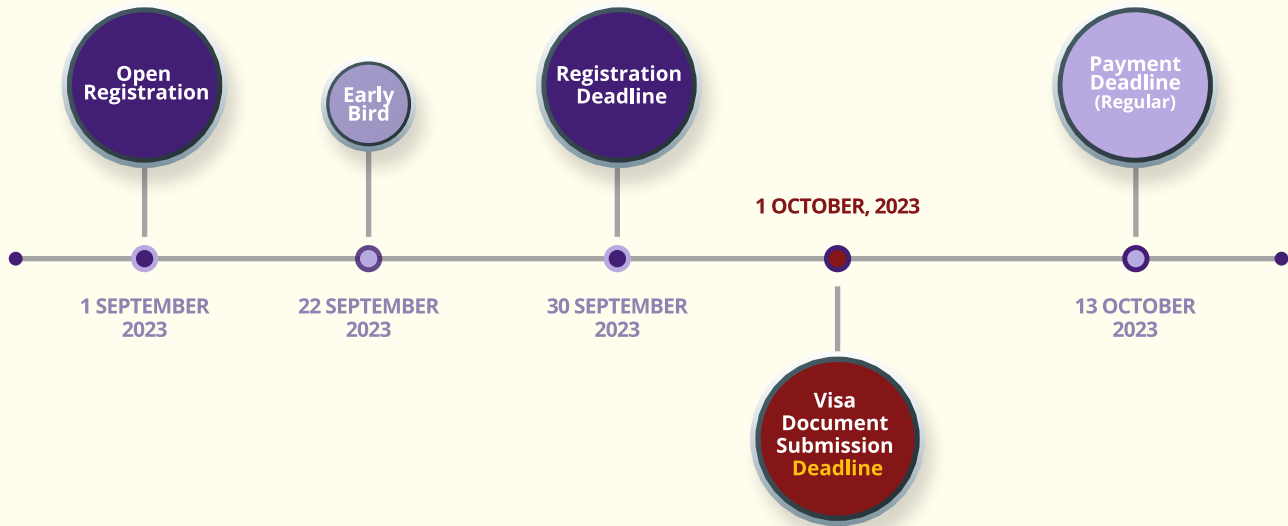 Open
Registration
Early
Bird
Registration
Deadline
Payment
Deadline
(Regular)
1 OCTOBER, 2023
1 SEPTEMBER
2023
22 SEPTEMBER
2023
30 SEPTEMBER
2023
13 OCTOBER
2023
Visa
Document
Submission
Deadline